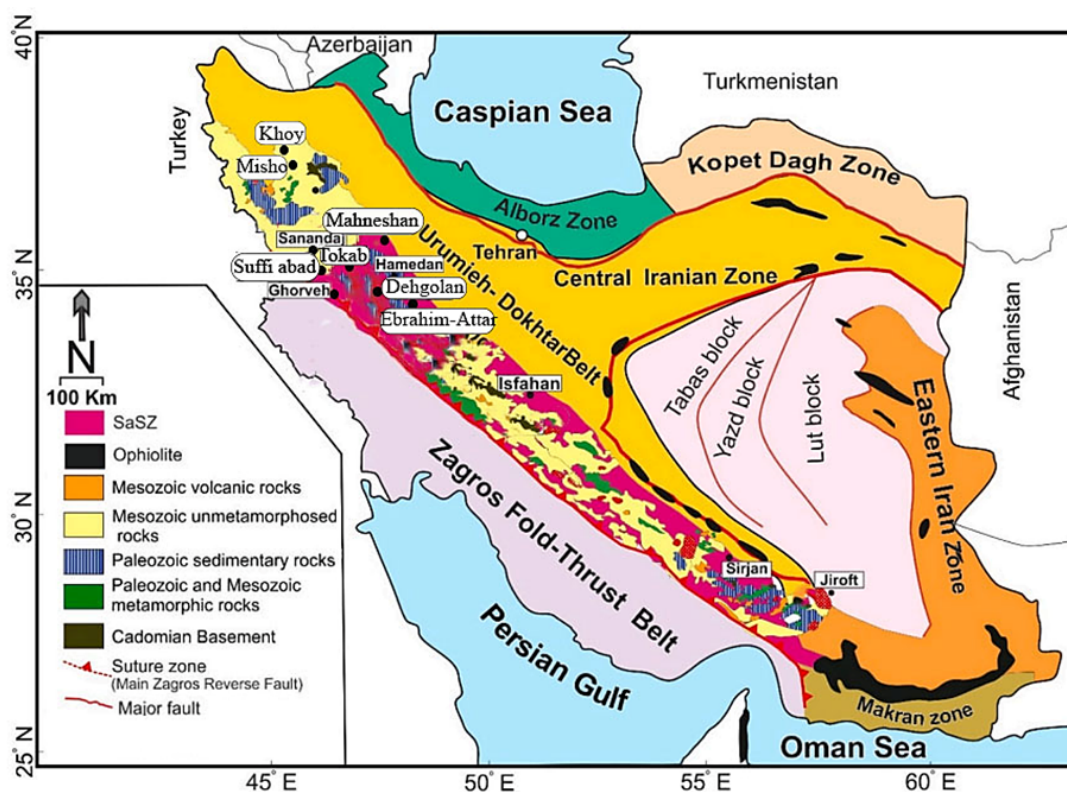 40°N
Azerbaijan
Turkmenistan
Caspian Sea
Turkey
Khoy
Misho
Kopet Dagh Zone
Alborz Zone
Mahneshan
Sananda
Tehran
Urumieh- DokhtarBelt
Suffi abad
Tokab
Hamedan
Central Iranian Zone
35°N
Ghorveh
Dehgolan
Ebrahim-Attar
Afghanistan
N
100 Km
Isfahan
Tabas block
Yazd block
Lut block
Eastern Iran Zone
SaSZ
Ophiolite
Mesozoic volcanic rocks
Mesozoic unmetamorphosed
rocks
Paleozoic sedimentary rocks
Paleozoic and Mesozoic
metamorphic rocks
Cadomian Basement
Suture zone
(Main Zagros Reverse Fault)
Major fault
30°N
Zagros Fold-Thrust Belt
Sirjan
Jiroft
Persian Gulf
Makran zone
Oman Sea
25°N
45°E
50°E
55°E
60°E